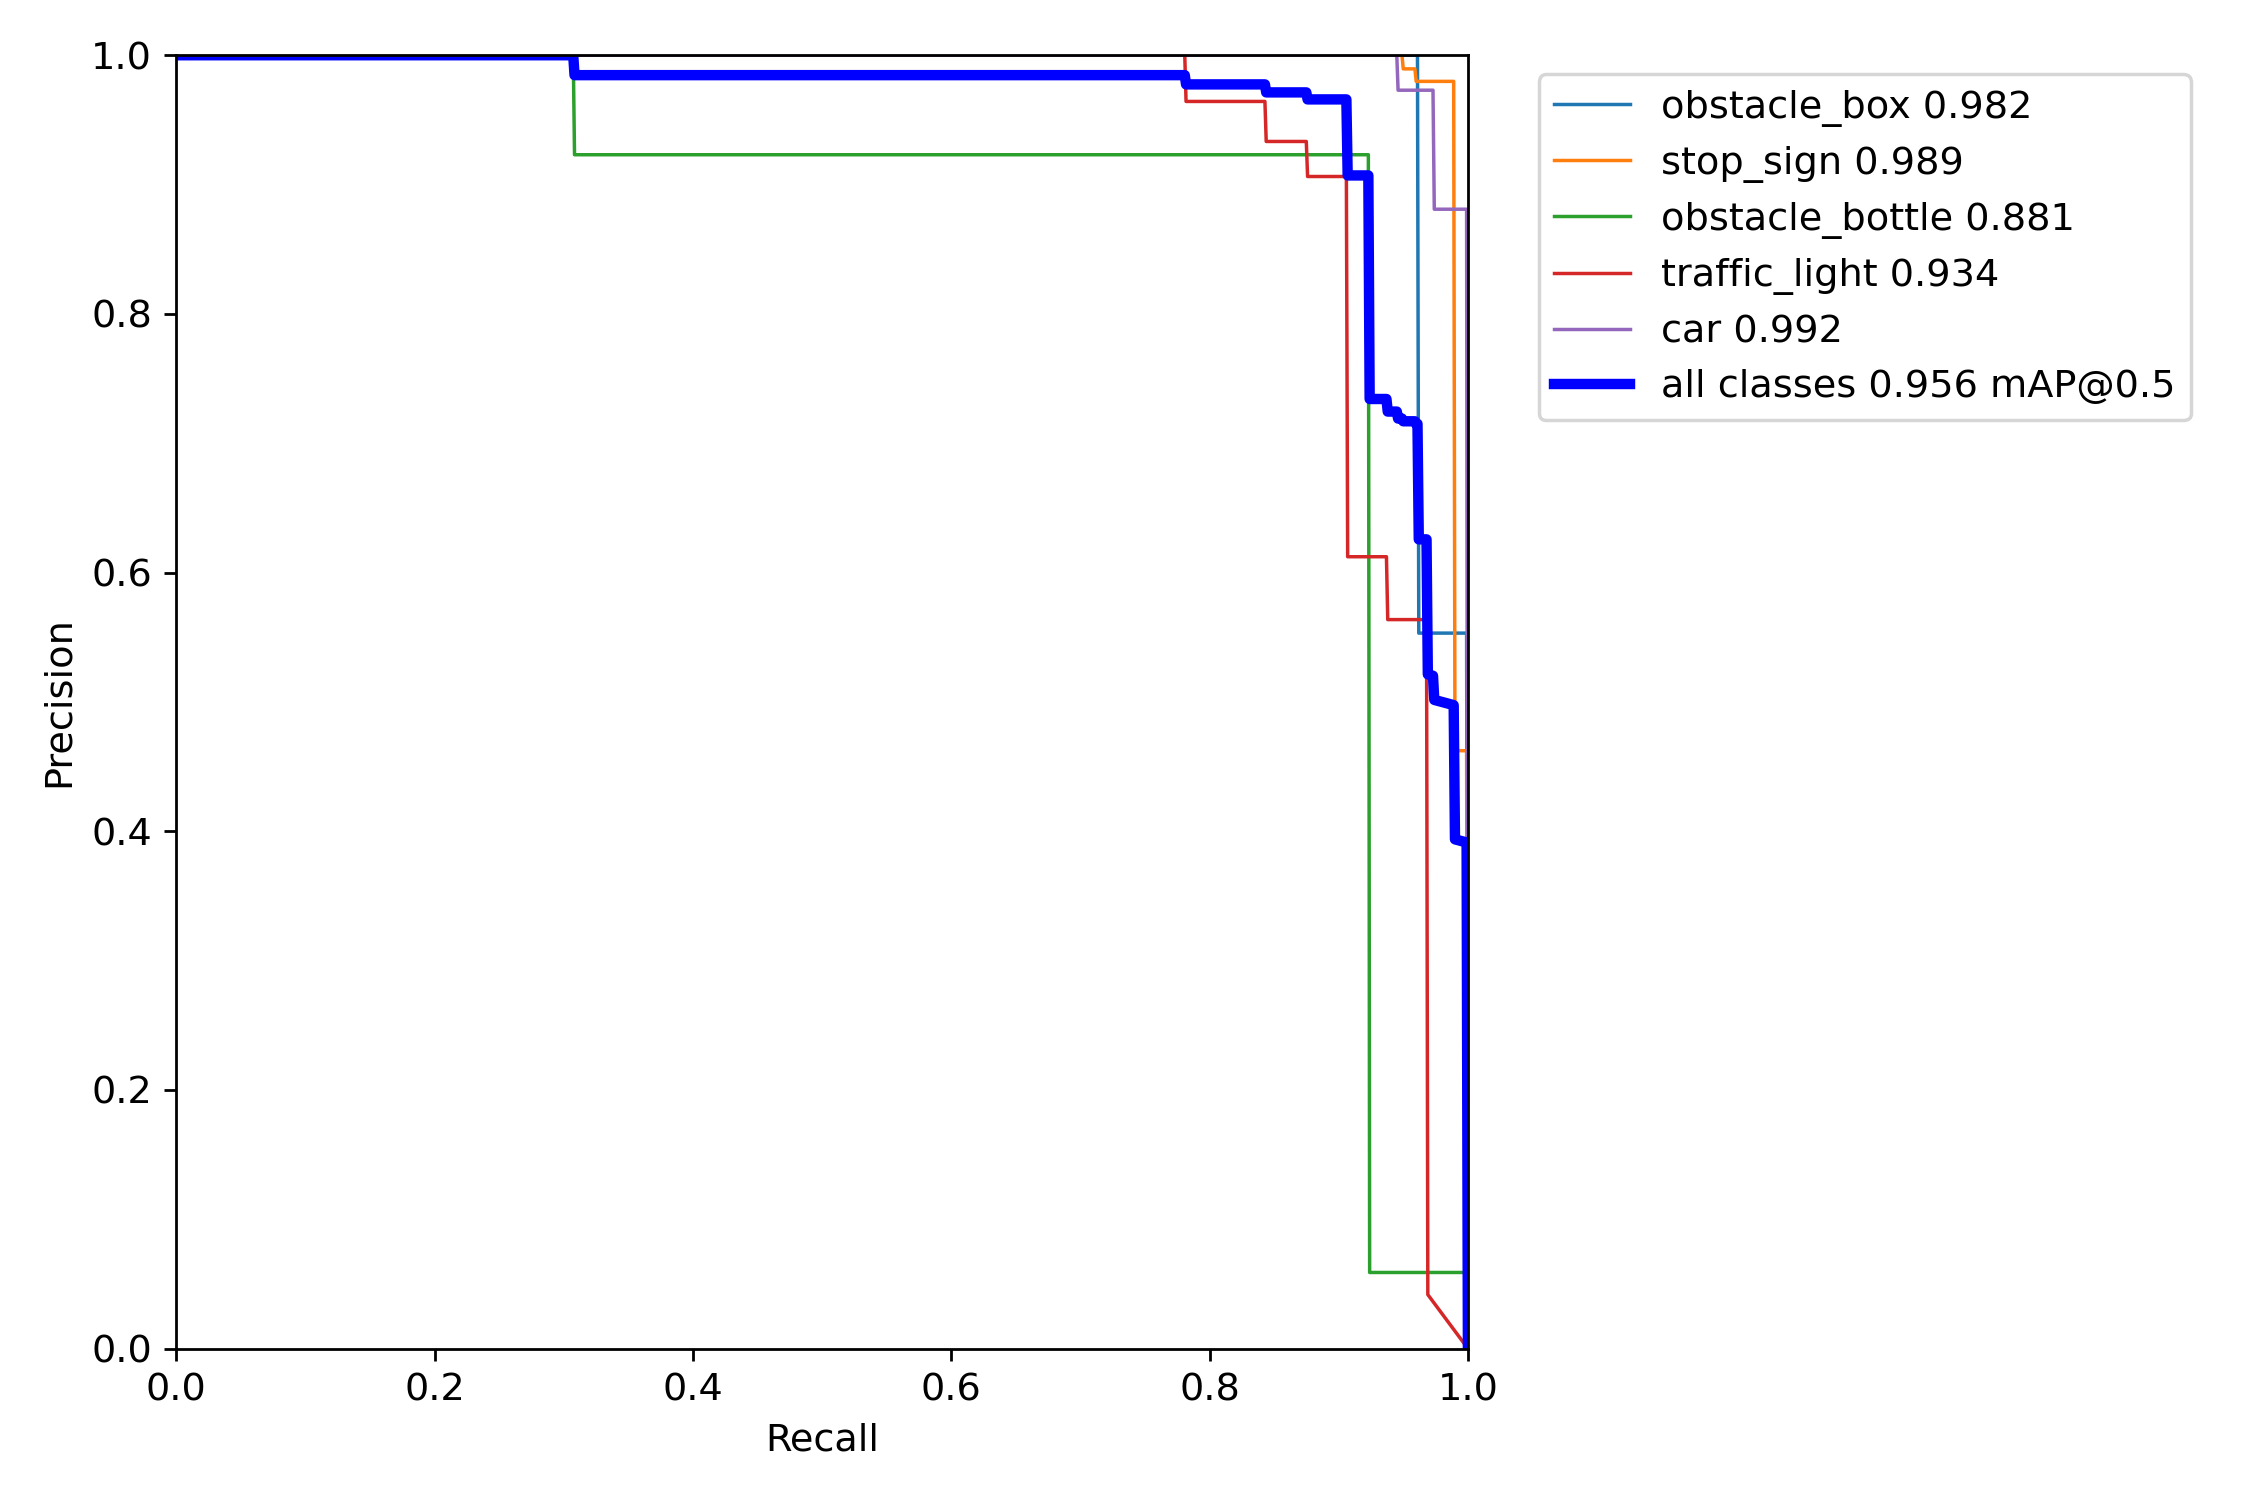 1.0
0.8
0.6
0.4
0.2
0.0
Precision
0.0 0.2 0.4 0.6 0.8 1.0
Recall
obstacle_box 0.982
stop_sign 0.989
obstacle_bottle 0.881
traffic_light 0.934
car 0.992
all classes 0.956 mAP@0.5